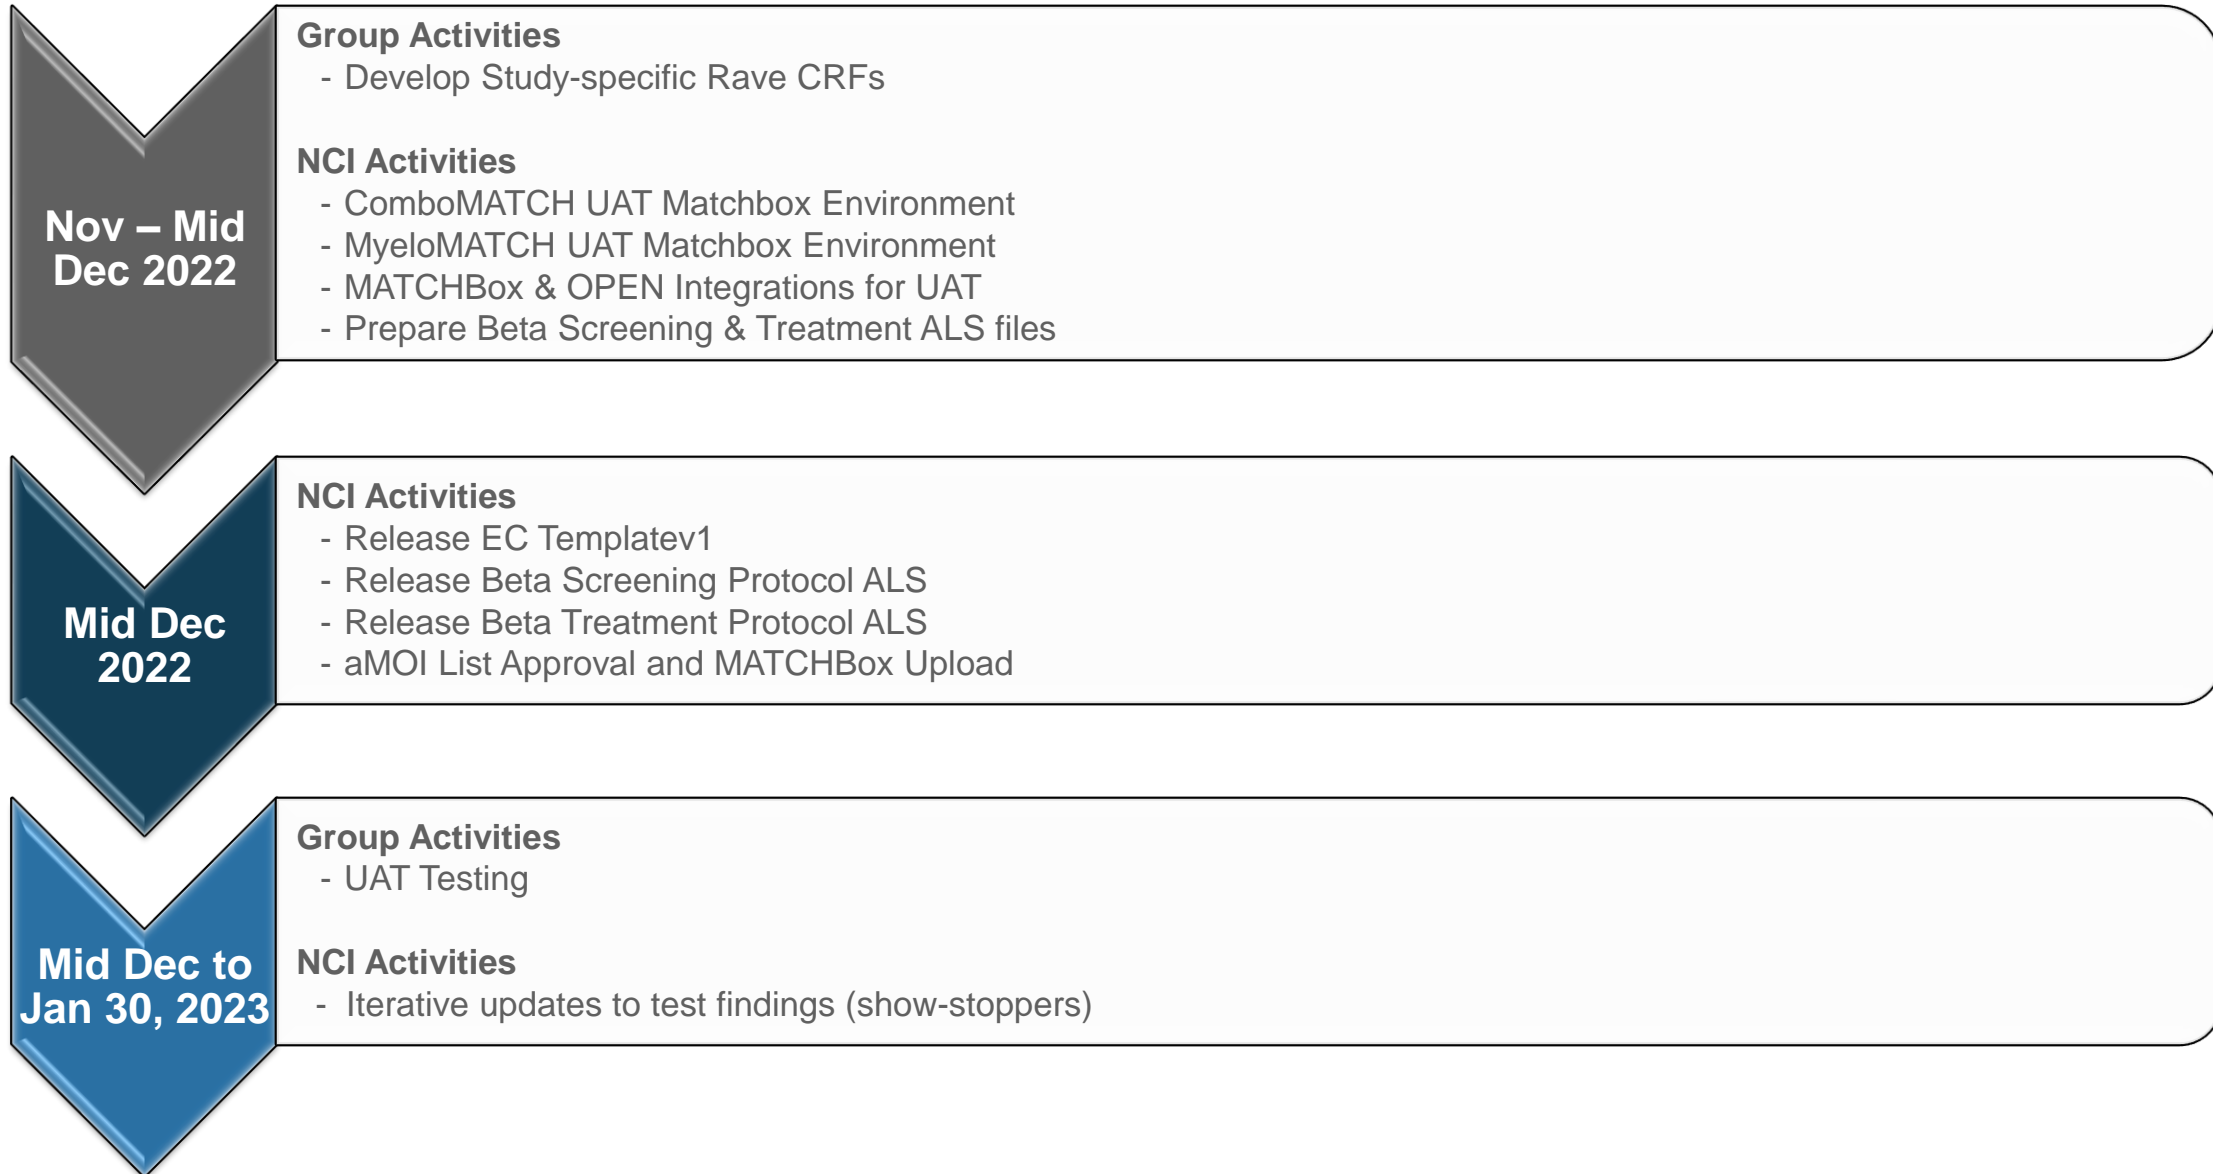 Nov – Mid
Dec 2022
Group Activities
- Develop Study-specific Rave CRFs
NCI Activities
- ComboMATCH UAT Matchbox Environment
- MyeloMATCH UAT Matchbox Environment
- MATCHBox & OPEN Integrations for UAT
- Prepare Beta Screening & Treatment ALS files
Mid Dec
2022
NCI Activities
- Release EC Templatev1
- Release Beta Screening Protocol ALS
- Release Beta Treatment Protocol ALS
- aMOI List Approval and MATCHBox Upload
Mid Dec to
Jan 30, 2023
Group Activities
- UAT Testing
NCI Activities
- Iterative updates to test findings (show-stoppers)